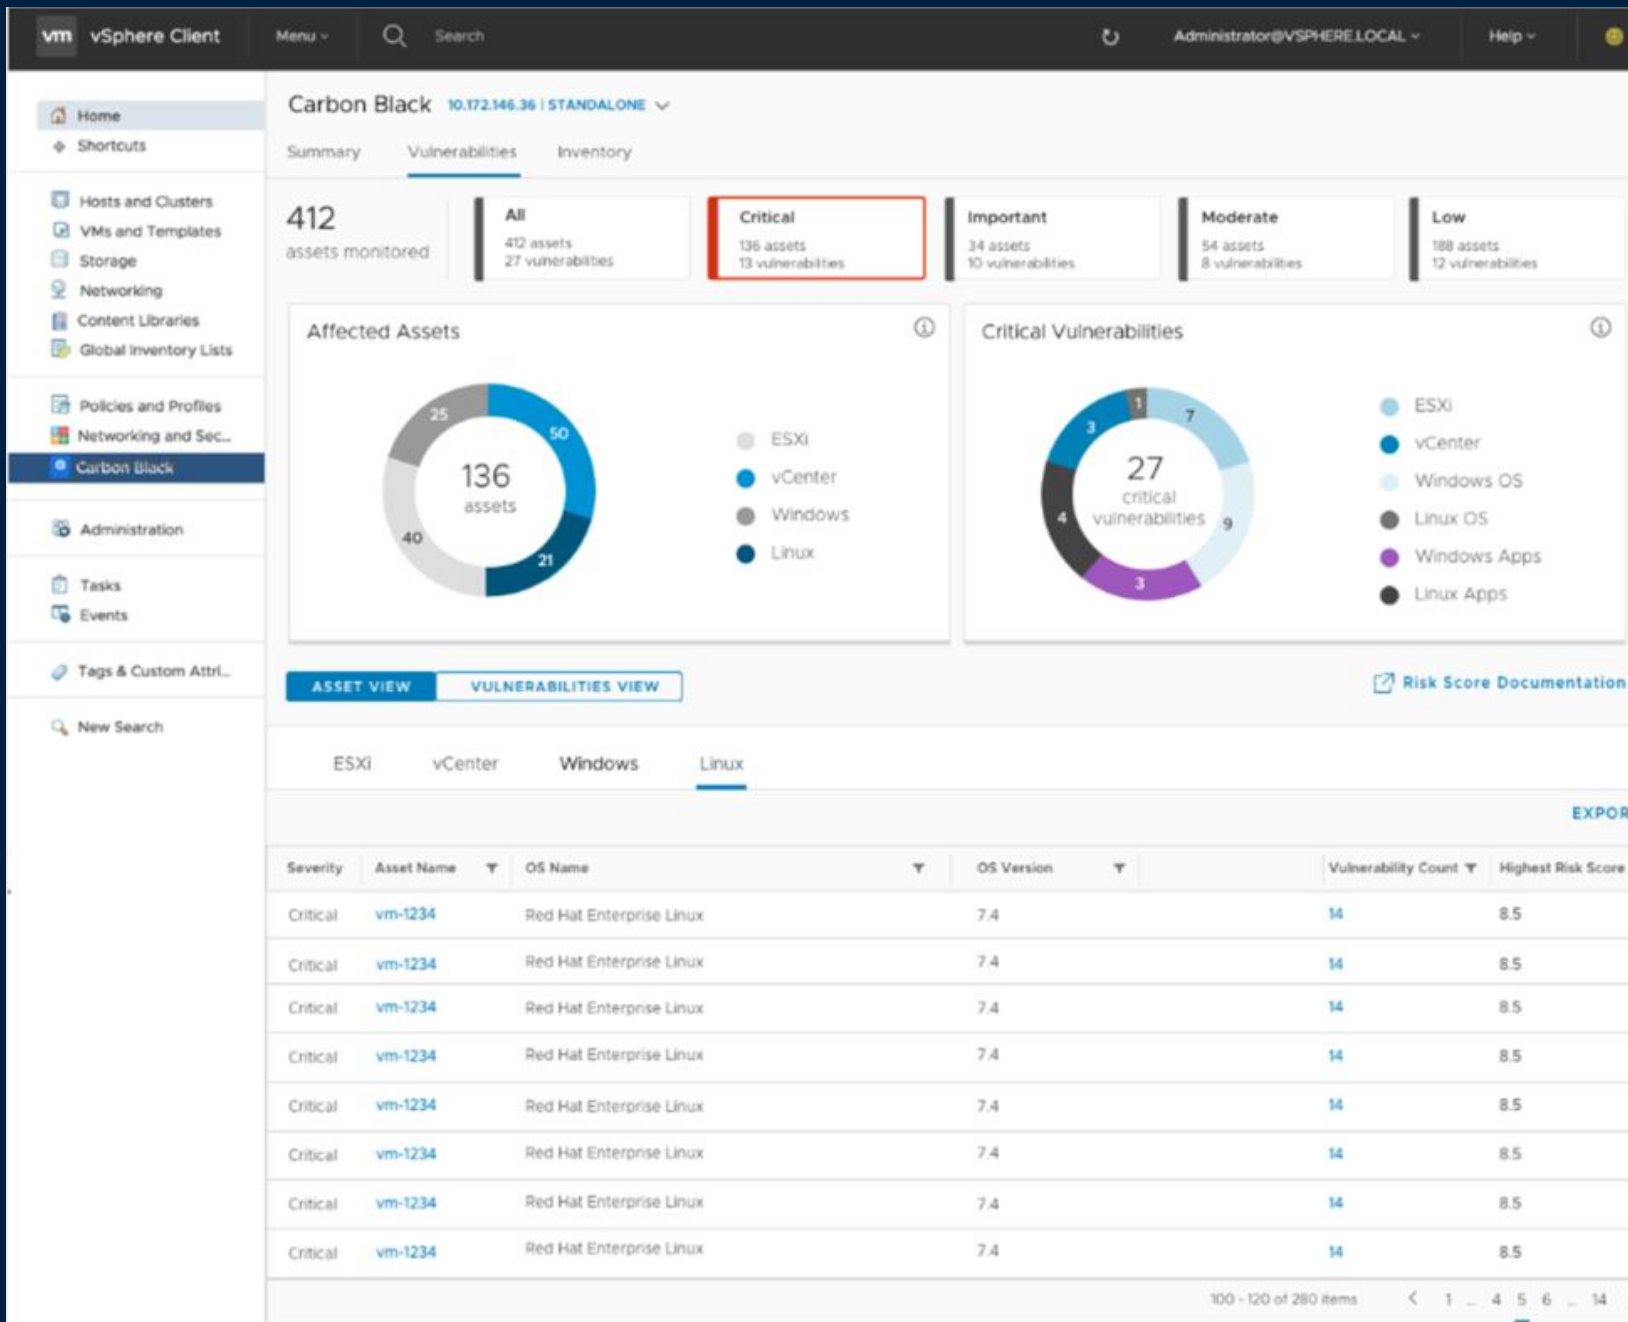 vm vSphere Client Menu Search Administrator@VSPHERE.LOCAL Help
Home
Shortcuts
Hosts and Clusters
VMs and Templates
Storage
Networking
Content Libraries
Global Inventory Lists
Policies and Profiles
Networking and Sec...
Carbon Black
Administration
Tasks
Events
Tags & Custom Attri...
New Search
Carbon Black 10.172.146.36 | STANDALONE
Summary Vulnerabilities Inventory
412
assets monitored
All
412 assets
27 vulnerabilities
Critical
136 assets
13 vulnerabilities
Important
34 assets
10 vulnerabilities
Moderate
54 assets
8 vulnerabilities
Low
188 assets
12 vulnerabilities
Affected Assets
25
50
136
assets
40
21
ESXi
vCenter
Windows
Linux
Critical Vulnerabilities
1
7
3
27
critical
vulnerabilities
4
9
3
ESXi
vCenter
Windows OS
Linux OS
Windows Apps
Linux Apps
ASSET VIEW VULNERABILITIES VIEW
Risk Score Documentation
ESXi vCenter Windows Linux
EXPOR
Severity Asset Name OS Name OS Version Vulnerability Count Highest Risk Score
Critical vm-1234 Red Hat Enterprise Linux 7.4 14 8.5
Critical vm-1234 Red Hat Enterprise Linux 7.4 14 8.5
Critical vm-1234 Red Hat Enterprise Linux 7.4 14 8.5
Critical vm-1234 Red Hat Enterprise Linux 7.4 14 8.5
Critical vm-1234 Red Hat Enterprise Linux 7.4 14 8.5
Critical vm-1234 Red Hat Enterprise Linux 7.4 14 8.5
Critical vm-1234 Red Hat Enterprise Linux 7.4 14 8.5
Critical vm-1234 Red Hat Enterprise Linux 7.4 14 8.5
100 - 120 of 280 items < 1 ... 4 5 6 ... 14